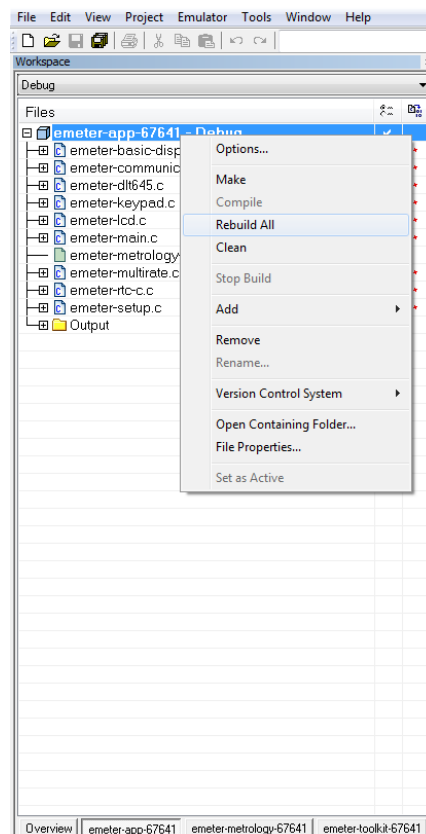 File Edit View Project Emulator Tools Window Help
Workspace
Debug
Files
emeter-app-67641 - Debug
emeter-basic-disp
emeter-communic
emeter-dlt645.c
emeter-keypad.c
emeter-lcd.c
emeter-main.c
emeter-metrology
emeter-multirate.c
emeter-rtc-c.c
emeter-setup.c
Output
Options...
Make
Compile
Rebuild All
Clean
Stop Build
Add
Remove
Rename...
Version Control System
Open Containing Folder...
File Properties...
Set as Active
Overview emeter-app-67641 emeter-metrology-67641 emeter-toolkit-67641